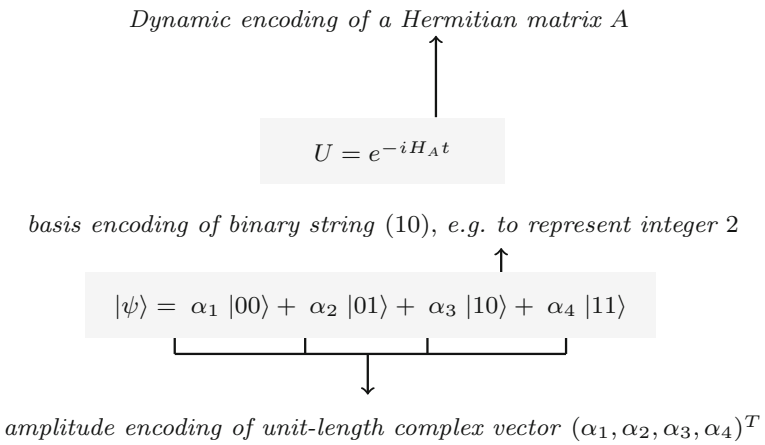 Dynamic encoding of a Hermitian matrix A
U = e^{-iH_A t}
basis encoding of binary string (10), e.g. to represent integer 2
|ψ⟩ = α₁ |00⟩ + α₂ |01⟩ + α₃ |10⟩ + α₄ |11⟩
amplitude encoding of unit-length complex vector (α₁, α₂, α₃, α₄)^T